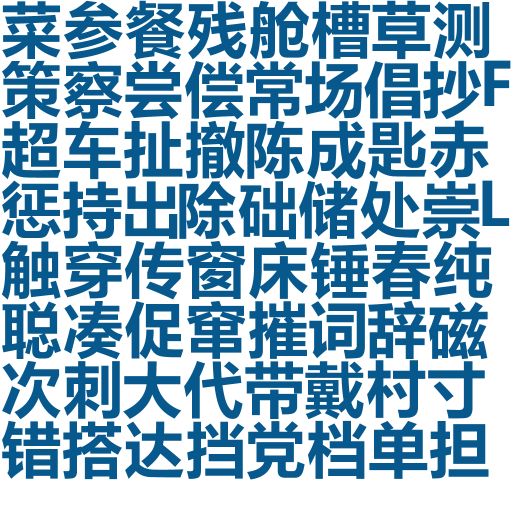 菜参餐残舱槽草测
策察尝偿常场倡抄F
超车扯撤陈成匙赤
惩持出除础储处崇L
触穿传窗床锤春纯
聪凑促窜摧词辞磁
次刺大代带戴村寸
错搭达挡党档单担